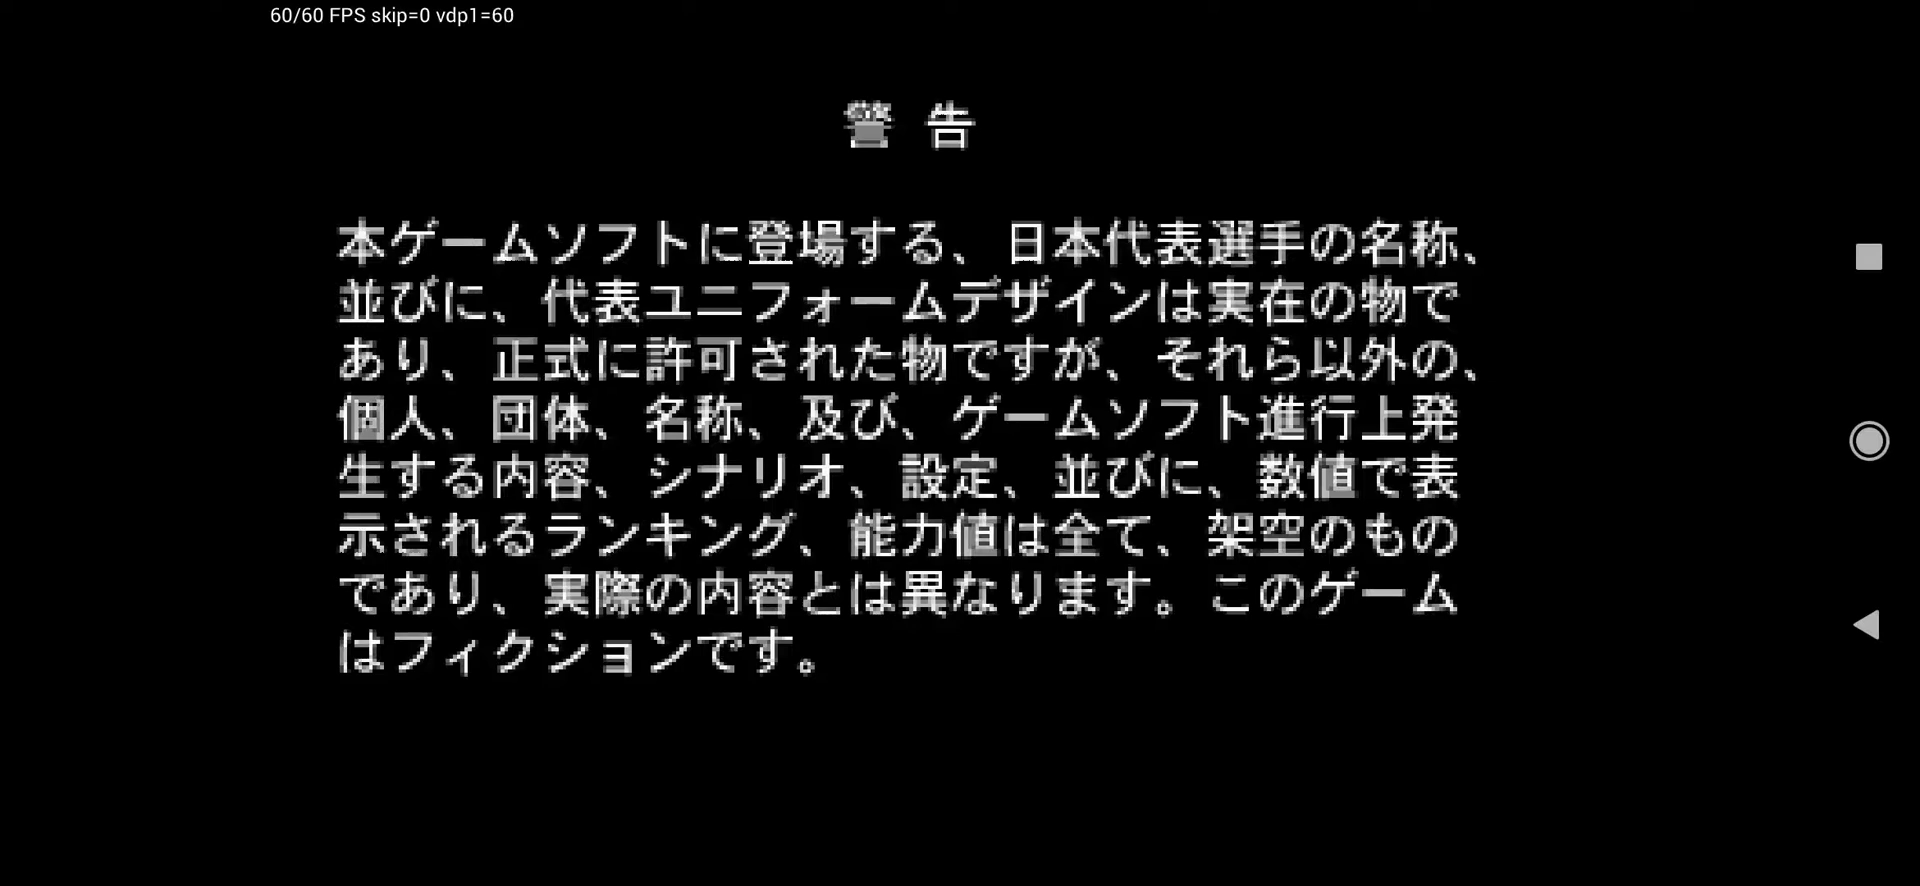 60/60 FPS skip=0 vdp1=60
警 告
本ゲームソフトに登場する、日本代表選手の名称、
並びに、代表ユニフォームデザインは実在の物で
あり、正式に許可された物ですが、それら以外の、
個人、団体、名称、及び、ゲームソフト進行上発
生する内容、シナリオ、設定、並びに、数値で表
示されるランキング、能力値は全て、架空のもの
であり、実際の内容とは異なります。このゲーム
はフィクションです。